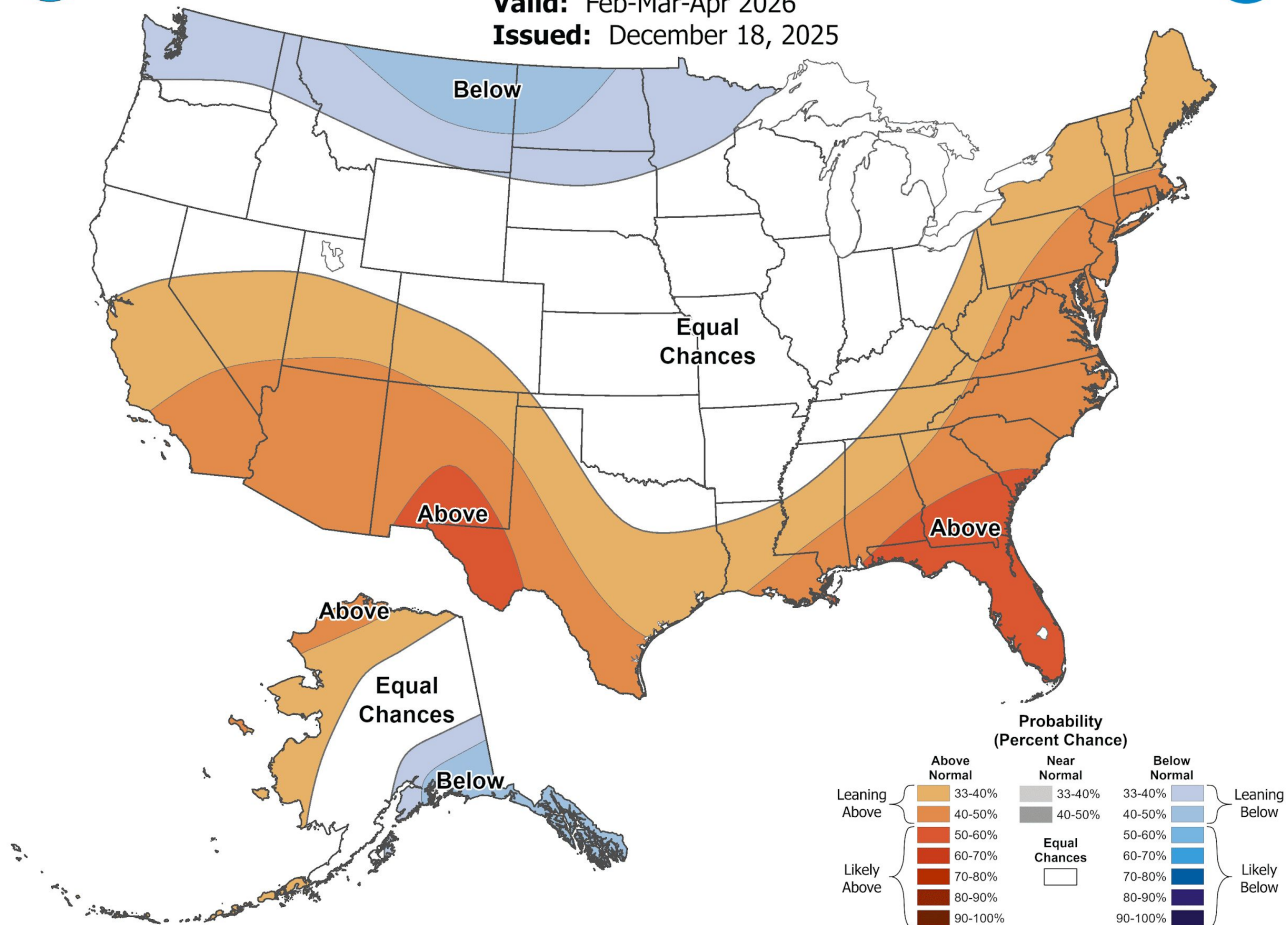 Valid: Feb-Mar-Apr 2026
Issued: December 18, 2025
Below
Equal
Chances
Above
Above
Above
Equal
Chances
Below
Probability
(Percent Chance)
Above
Normal
Near
Normal
Below
Normal
Leaning
Above
33-40%
40-50%
33-40%
40-50%
33-40%
40-50%
Leaning
Below
Likely
Above
50-60%
60-70%
70-80%
80-90%
90-100%
Equal
Chances
50-60%
60-70%
70-80%
80-90%
90-100%
Likely
Below